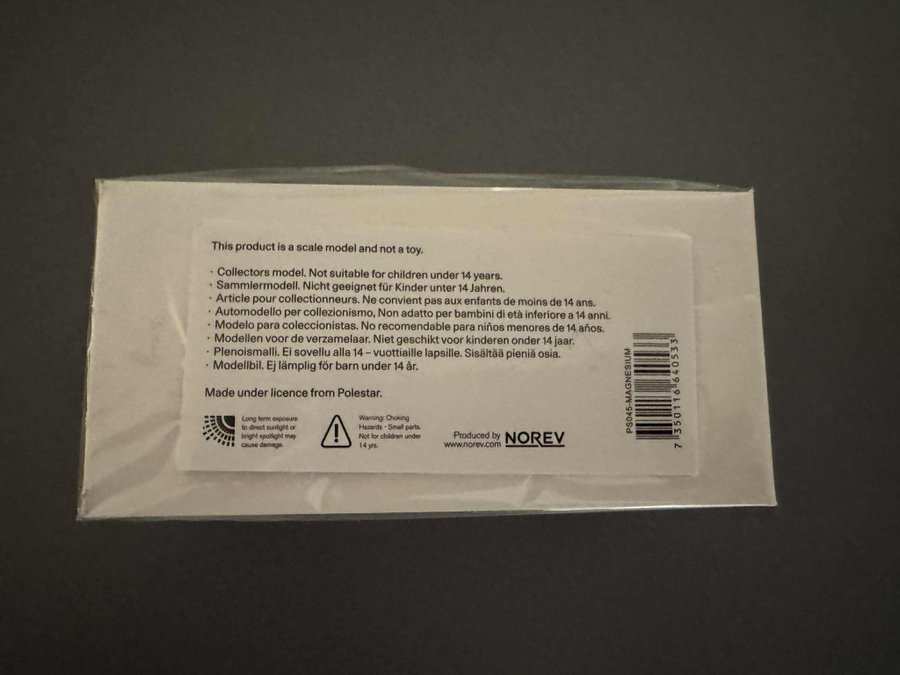 This product is a scale model and not a toy.
· Collectors model. Not suitable for children under 14 years.
· Sammlermodell. Nicht geeignet für Kinder unter 14 Jahren.
· Article pour collectionneurs. Ne convient pas aux enfants de moins de 14 ans.
· Automodello per collezionismo, Non adatto per bambini di età inferiore a 14 anni.
· Modelo para coleccionistas. No recomendable para niños menores de 14 años.
· Modellen voor de verzamelaar. Niet geschikt voor kinderen onder 14 jaar.
· Plenoismalli. Ei sovellu alla 14 – vuottiaille lapsille. Sisältää pieniä osia.
· Modellbil. Ej lämplig för barn under 14 år.
Made under licence from Polestar.
Long term exposure
to direct sunlight or
bright spotlight may
cause damage.
Warning: Choking
Hazards - Small parts.
Not for children under
14 yrs.
Produced by NOREV
www.norev.com
PS045-MAGNESIUM
7 350116 640533